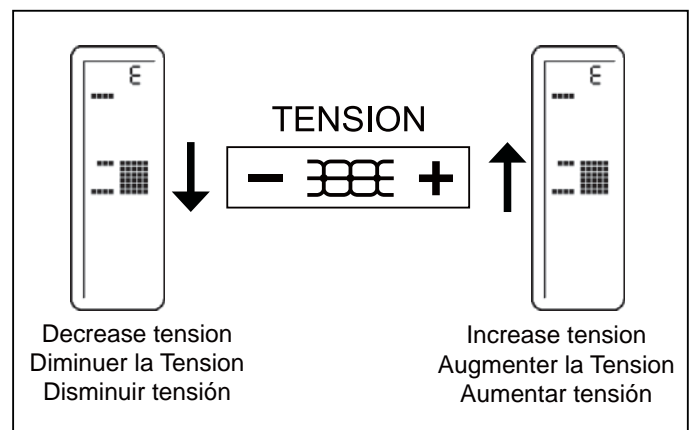 TENSION
− +
Decrease tension
Diminuer la Tension
Disminuir tensión
Increase tension
Augmenter la Tension
Aumentar tensión